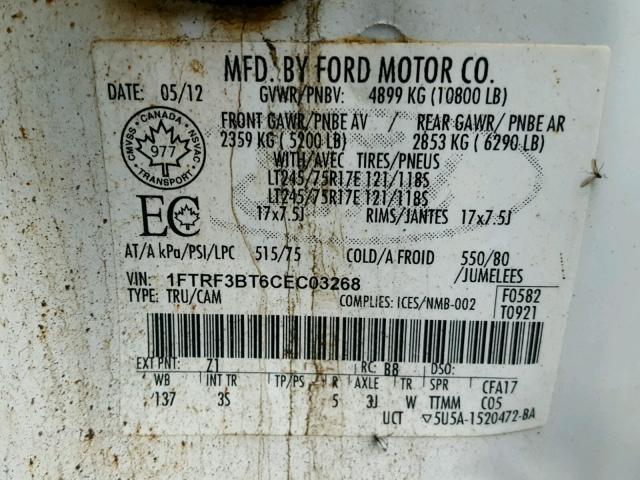 MFD. BY FORD MOTOR CO.
DATE: 05/12 GVWR/PNBV: 4899 KG (10800 LB)
FRONT GAWR/PNBE AV / REAR GAWR/ PNBE AR
2359 KG ( 5200 LB) 2853 KG ( 6290 LB)
WITH/AVEC TIRES/PNEUS
LT245/75R17E 121/118S
LT245/75R17E 121/118S
17x7.5J RIMS/JANTES 17x7.5J
CMVSS CANADA NSVAC
977
TRANSPORT
EC
AT/A kPa/PSI/LPC 515/75 COLD/A FROID 550/80
/JUMELEES
VIN: 1FTRF3BT6CEC03268
TYPE: TRU/CAM COMPLIES: ICES/NMB-002
F0582
T0921
EXT PNT: Z1 RC: B8 DSO:
WB INT TR TP/PS R AXLE TR SPR CFA17
137 3S 5 3J W TTMM C05
UCT ▽5U5A-1520472-BA